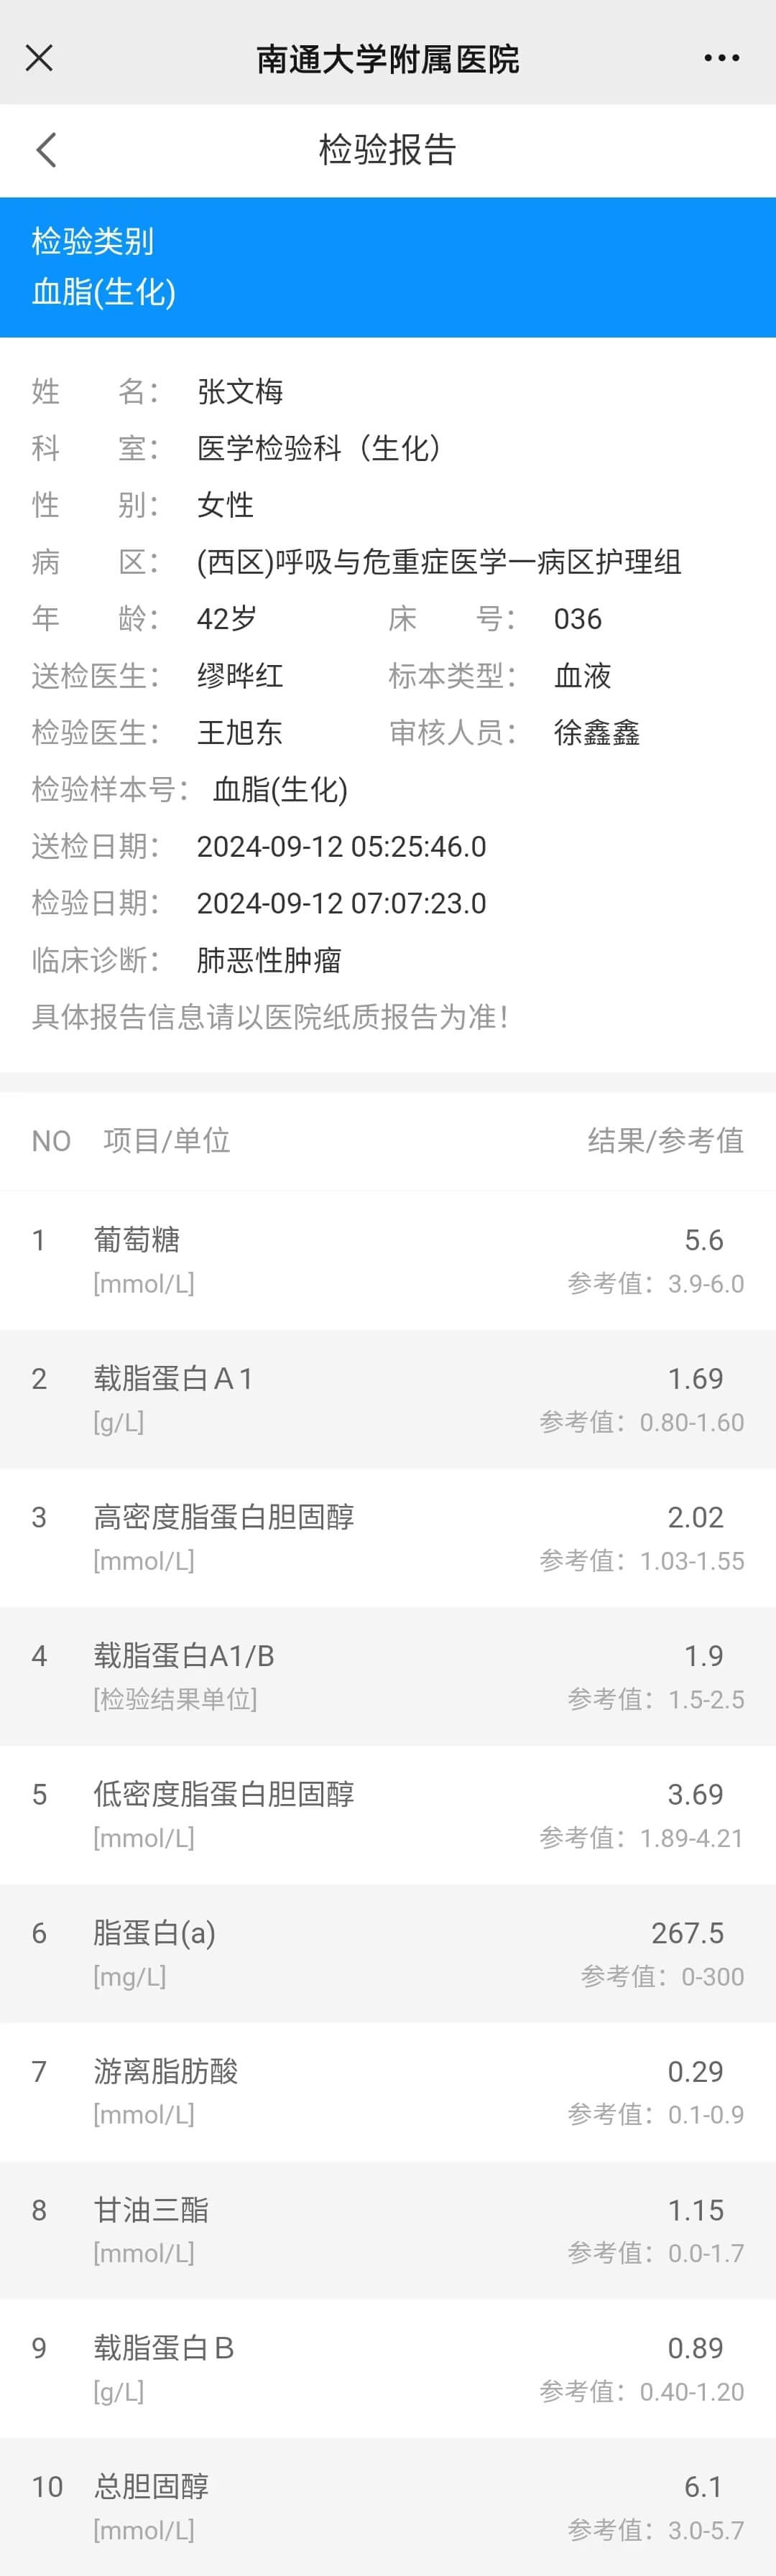 南通大学附属医院
检验报告
检验类别
血脂(生化)
姓 名： 张文梅
科 室： 医学检验科（生化）
性 别： 女性
病 区： (西区)呼吸与危重症医学一病区护理组
年 龄： 42岁 床 号： 036
送检医生： 缪晔红 标本类型： 血液
检验医生： 王旭东 审核人员： 徐鑫鑫
检验样本号： 血脂(生化)
送检日期： 2024-09-12 05:25:46.0
检验日期： 2024-09-12 07:07:23.0
临床诊断： 肺恶性肿瘤
具体报告信息请以医院纸质报告为准！
NO 项目/单位 结果/参考值
1 葡萄糖 5.6
[mmol/L] 参考值：3.9-6.0
2 载脂蛋白Ａ1 1.69
[g/L] 参考值：0.80-1.60
3 高密度脂蛋白胆固醇 2.02
[mmol/L] 参考值：1.03-1.55
4 载脂蛋白A1/B 1.9
[检验结果单位] 参考值：1.5-2.5
5 低密度脂蛋白胆固醇 3.69
[mmol/L] 参考值：1.89-4.21
6 脂蛋白(a) 267.5
[mg/L] 参考值：0-300
7 游离脂肪酸 0.29
[mmol/L] 参考值：0.1-0.9
8 甘油三酯 1.15
[mmol/L] 参考值：0.0-1.7
9 载脂蛋白Ｂ 0.89
[g/L] 参考值：0.40-1.20
10 总胆固醇 6.1
[mmol/L] 参考值：3.0-5.7